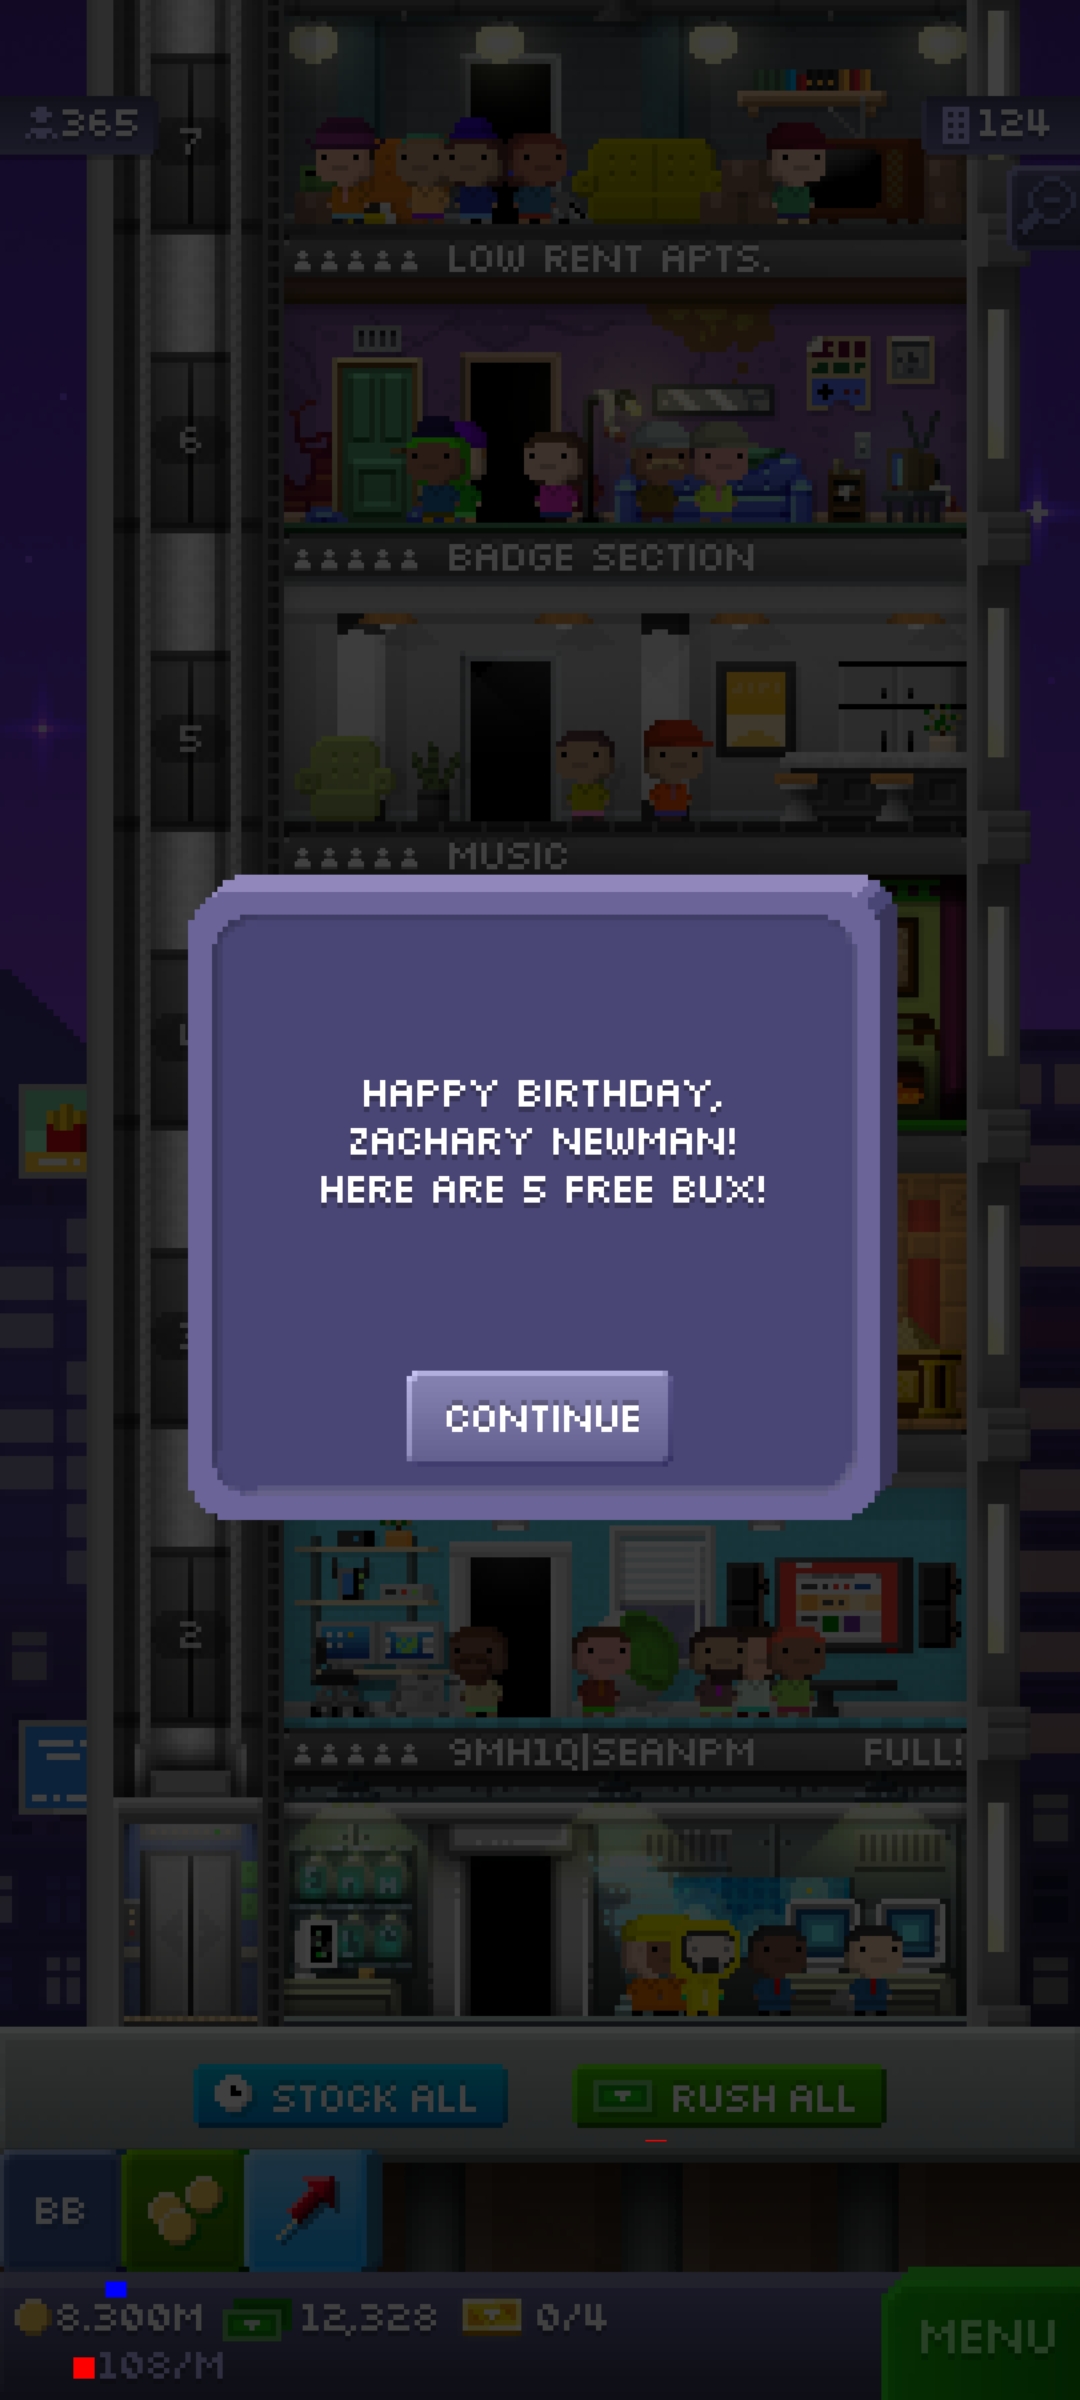 365
7
124
LOW RENT APTS.
6
BADGE SECTION
5
MUSIC
HAPPY BIRTHDAY,
ZACHARY NEWMAN!
HERE ARE 5 FREE BUX!
CONTINUE
2
9MH1Q|SEANPM FULL!
STOCK ALL
RUSH ALL
BB
8.300M
12,328
0/4
MENU
108/M